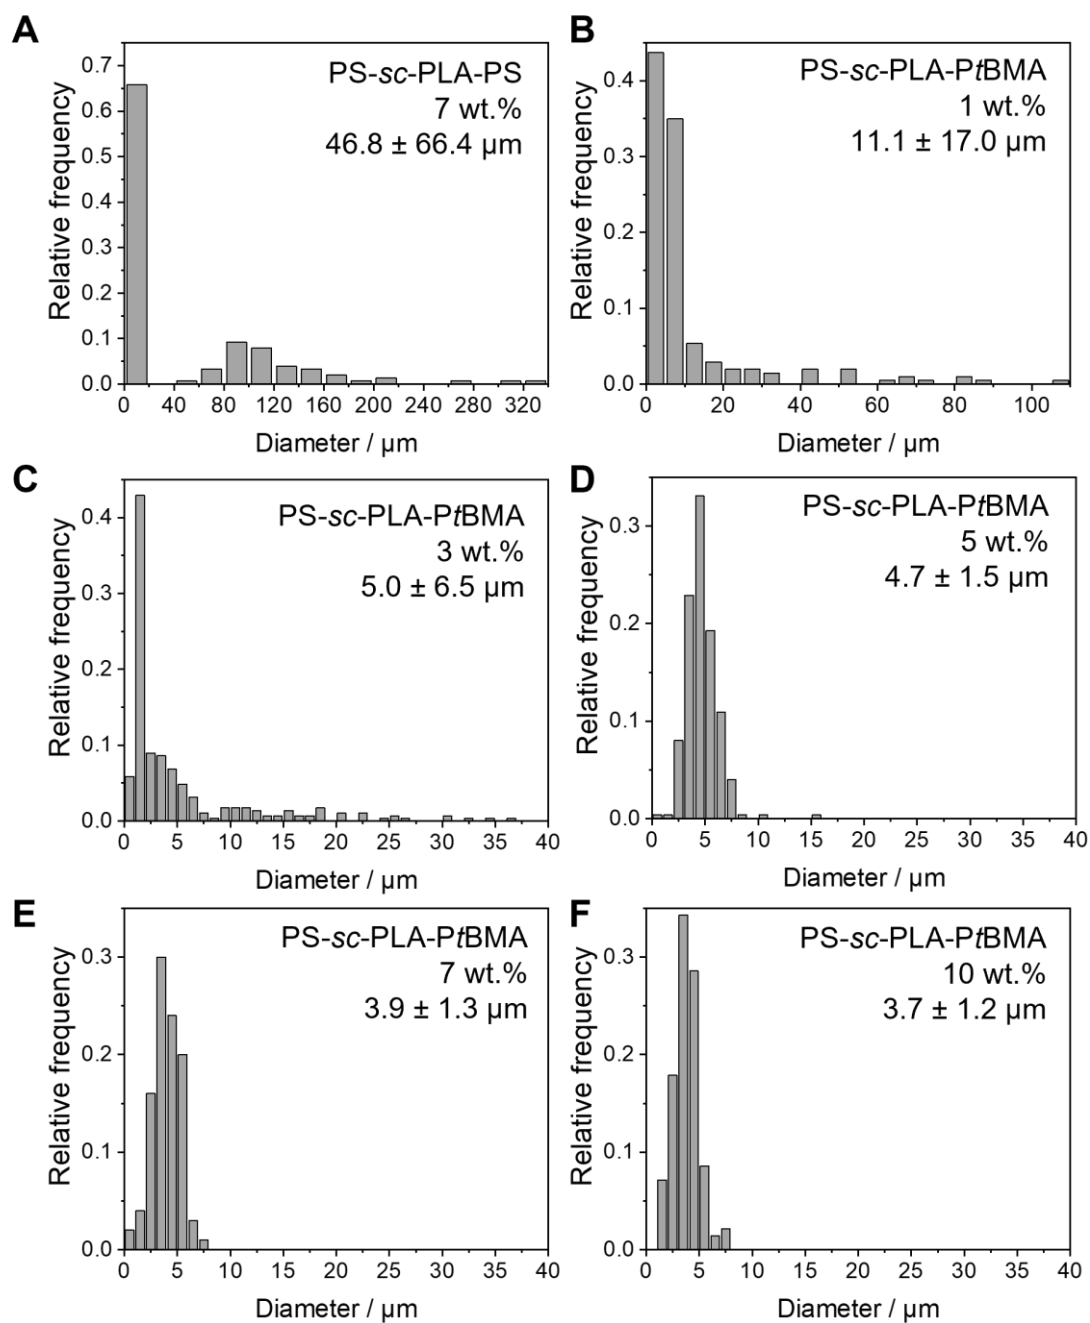 A
PS-sc-PLA-PS
7 wt.%
46.8 ± 66.4 µm
Relative frequency
0.7
0.6
0.5
0.4
0.3
0.2
0.1
0.0
0 40 80 120 160 200 240 280 320
Diameter / µm
B
PS-sc-PLA-PtBMA
1 wt.%
11.1 ± 17.0 µm
Relative frequency
0.4
0.3
0.2
0.1
0.0
0 20 40 60 80 100
Diameter / µm
C
PS-sc-PLA-PtBMA
3 wt.%
5.0 ± 6.5 µm
Relative frequency
0.4
0.3
0.2
0.1
0.0
0 5 10 15 20 25 30 35 40
Diameter / µm
D
PS-sc-PLA-PtBMA
5 wt.%
4.7 ± 1.5 µm
Relative frequency
0.3
0.2
0.1
0.0
0 5 10 15 20 25 30 35 40
Diameter / µm
E
PS-sc-PLA-PtBMA
7 wt.%
3.9 ± 1.3 µm
Relative frequency
0.3
0.2
0.1
0.0
0 5 10 15 20 25 30 35 40
Diameter / µm
F
PS-sc-PLA-PtBMA
10 wt.%
3.7 ± 1.2 µm
Relative frequency
0.3
0.2
0.1
0.0
0 5 10 15 20 25 30 35 40
Diameter / µm